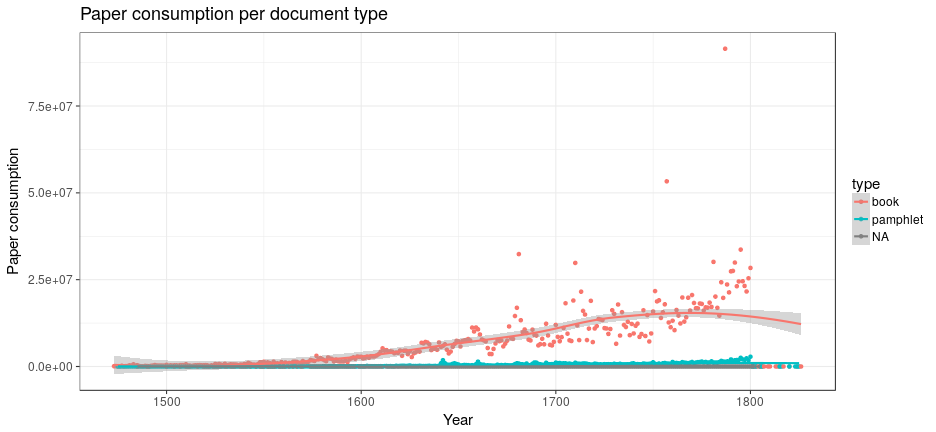 Paper consumption per document type
Paper consumption
7.5e+07
5.0e+07
2.5e+07
0.0e+00
1500
1600
1700
1800
Year
type
book
pamphlet
NA